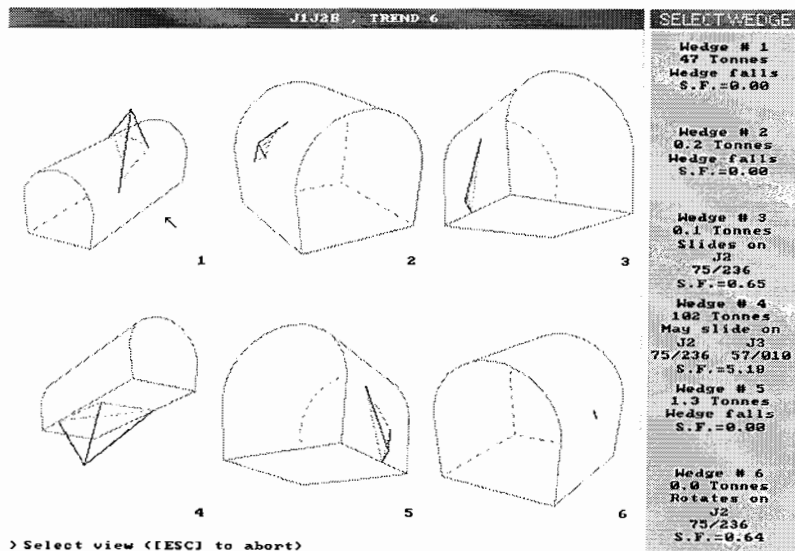 J1J2B , TREND 6
SELECT WEDGE
Wedge # 1
47 Tonnes
Wedge falls
S.F.=0.00
Wedge # 2
0.2 Tonnes
Wedge falls
S.F.=0.00
Wedge # 3
0.1 Tonnes
Slides on
J2
75/236
S.F.=0.65
Wedge # 4
102 Tonnes
May slide on
J2 J3
75/236 57/010
S.F.=5.18
Wedge # 5
1.3 Tonnes
Wedge falls
S.F.=0.00
Wedge # 6
0.0 Tonnes
Rotates on
J2
75/236
S.F.=0.64
1
2
3
4
5
6
> Select view ([ESC] to abort)